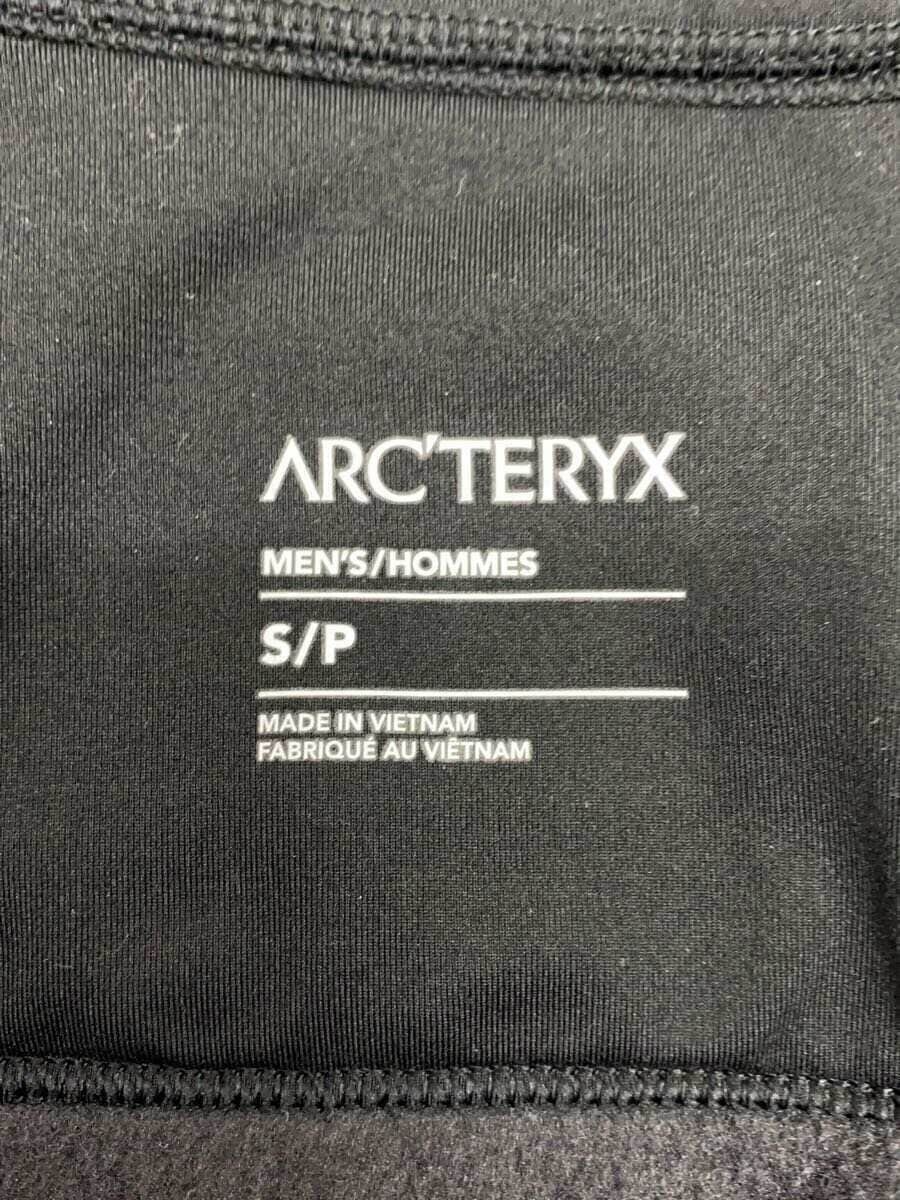 ARC'TERYX
MEN'S/HOMMES
S/P
MADE IN VIETNAM
FABRIQUÉ AU VIÊTNAM